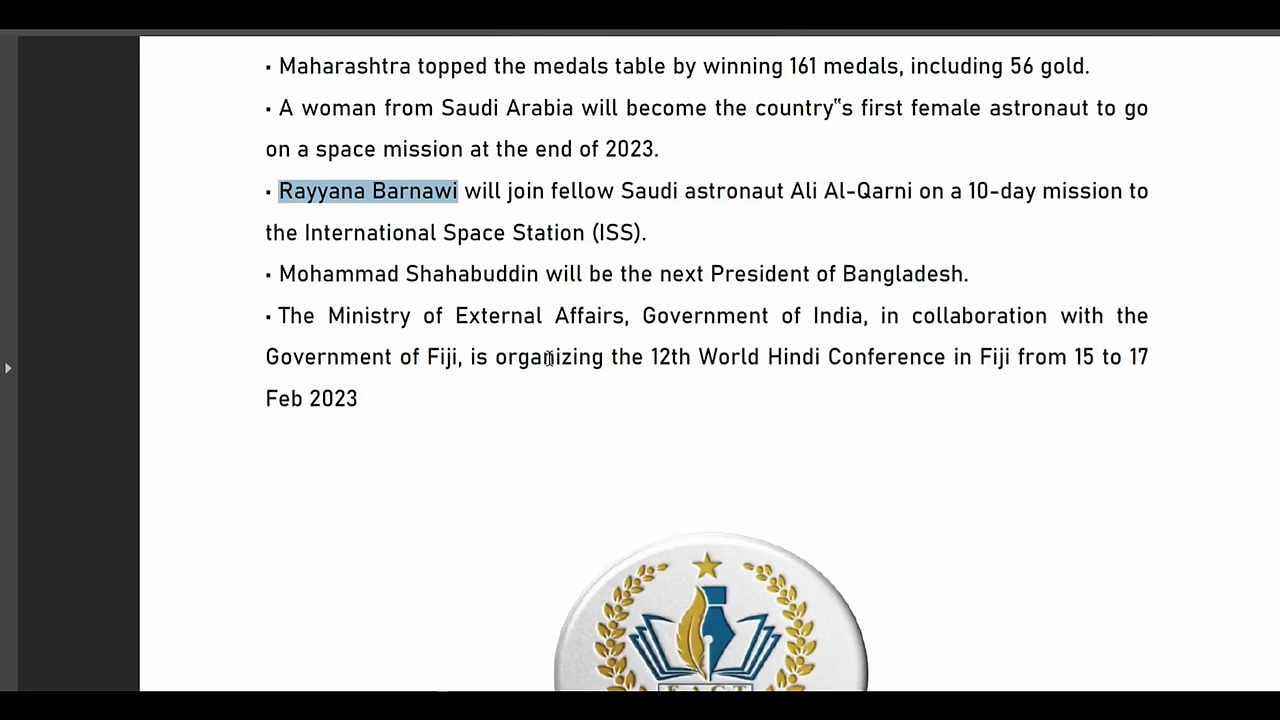 ▪ Maharashtra topped the medals table by winning 161 medals, including 56 gold.
▪ A woman from Saudi Arabia will become the country‟s first female astronaut to go
on a space mission at the end of 2023.
▪ Rayyana Barnawi will join fellow Saudi astronaut Ali Al-Qarni on a 10-day mission to
the International Space Station (ISS).
▪ Mohammad Shahabuddin will be the next President of Bangladesh.
▪ The Ministry of External Affairs, Government of India, in collaboration with the
Government of Fiji, is organizing the 12th World Hindi Conference in Fiji from 15 to 17
Feb 2023